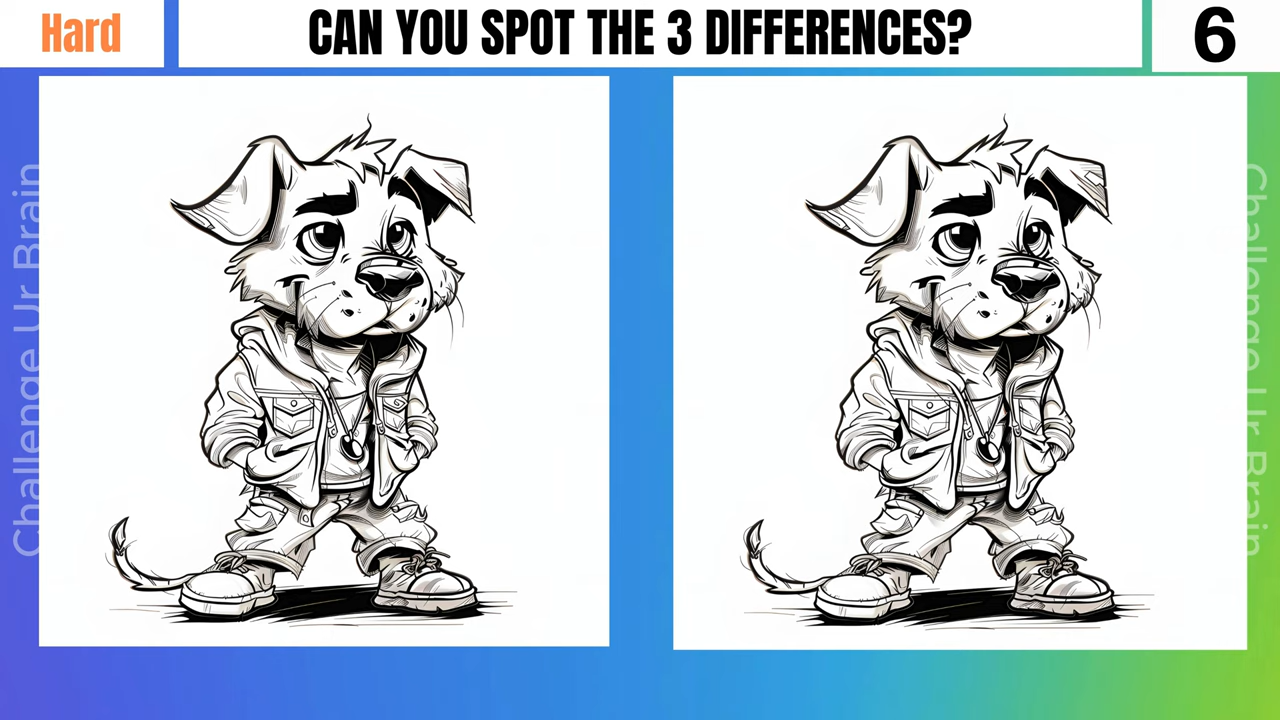 Hard
CAN YOU SPOT THE 3 DIFFERENCES?
6
Challenge Ur Brain
Challenge Ur Brain